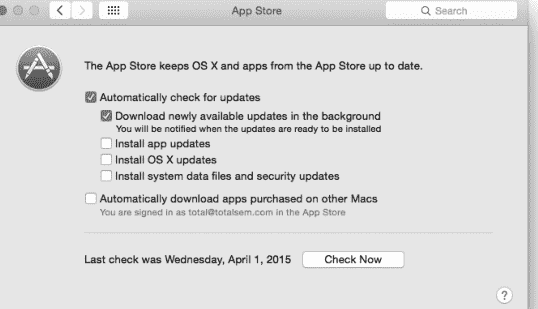 App Store
Search
The App Store keeps OS X and apps from the App Store up to date.
Automatically check for updates
Download newly available updates in the background
You will be notified when the updates are ready to be installed
Install app updates
Install OS X updates
Install system data files and security updates
Automatically download apps purchased on other Macs
You are signed in as total@totalsem.com in the App Store
Last check was Wednesday, April 1, 2015
Check Now
?